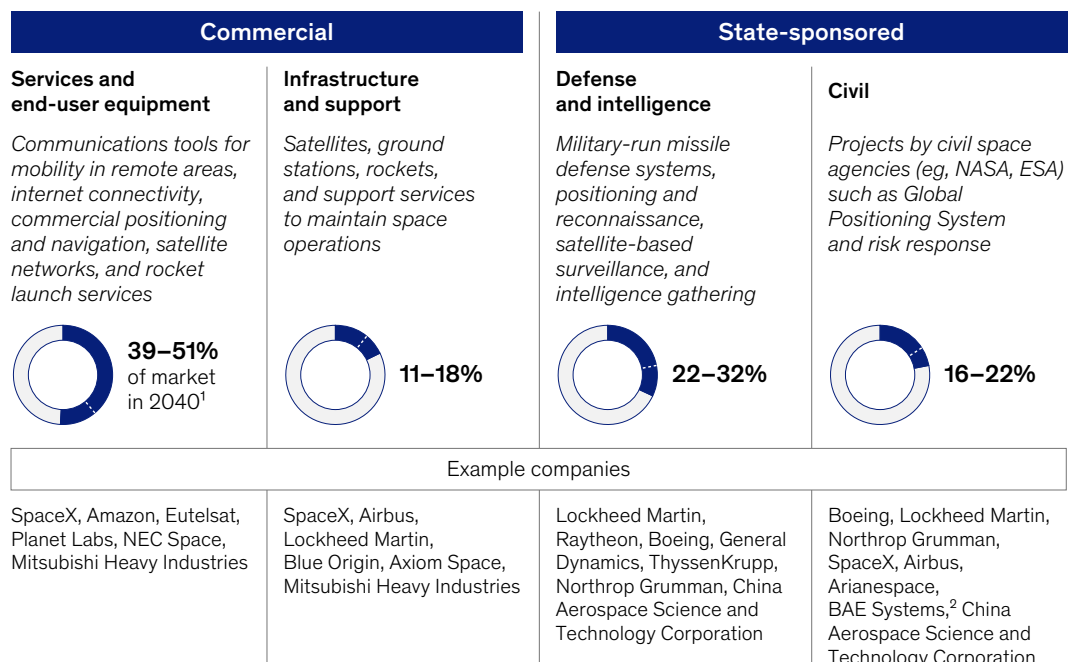 Commercial
State-sponsored
Services and
end-user equipment
Communications tools for
mobility in remote areas,
internet connectivity,
commercial positioning
and navigation, satellite
networks, and rocket
launch services
39–51%
of market
in 2040¹
Infrastructure
and support
Satellites, ground
stations, rockets,
and support services
to maintain space
operations
11–18%
Defense
and intelligence
Military-run missile
defense systems,
positioning and
reconnaissance,
satellite-based
surveillance, and
intelligence gathering
22–32%
Civil
Projects by civil space
agencies (eg, NASA, ESA)
such as Global
Positioning System
and risk response
16–22%
Example companies
SpaceX, Amazon, Eutelsat,
Planet Labs, NEC Space,
Mitsubishi Heavy Industries
SpaceX, Airbus,
Lockheed Martin,
Blue Origin, Axiom Space,
Mitsubishi Heavy Industries
Lockheed Martin,
Raytheon, Boeing, General
Dynamics, ThyssenKrupp,
Northrop Grumman, China
Aerospace Science and
Technology Corporation
Boeing, Lockheed Martin,
Northrop Grumman,
SpaceX, Airbus,
Arianespace,
BAE Systems,² China
Aerospace Science and
Technology Corporation